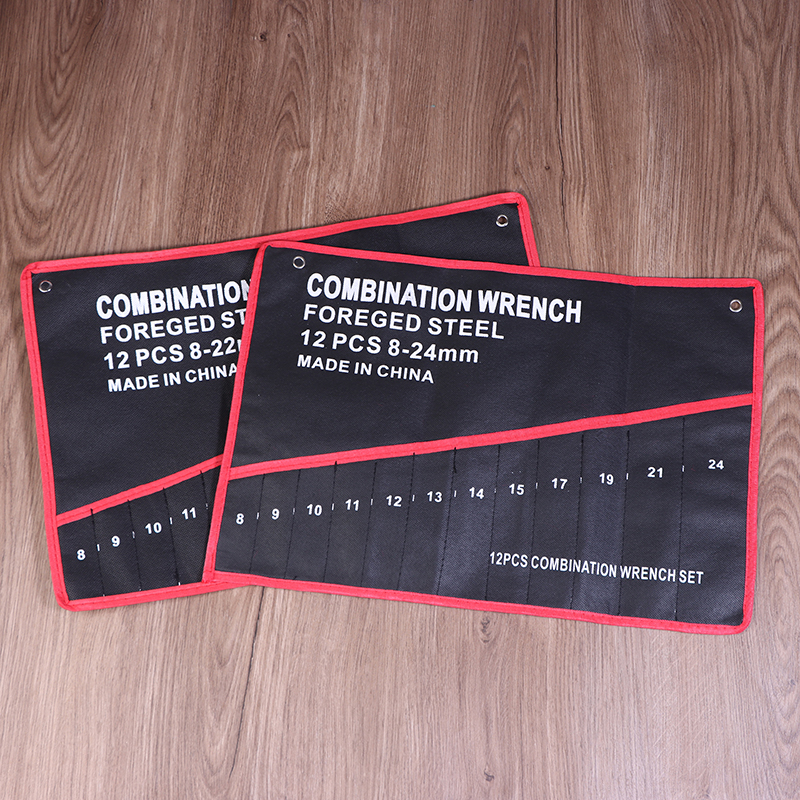 COMBINATION
FOREGED ST
12 PCS 8-22
MADE IN CHINA
8 9 10 11
COMBINATION WRENCH
FOREGED STEEL
12 PCS 8-24mm
MADE IN CHINA
8 9 10 11 12 13 14 15 17 19 21 24
12PCS COMBINATION WRENCH SET